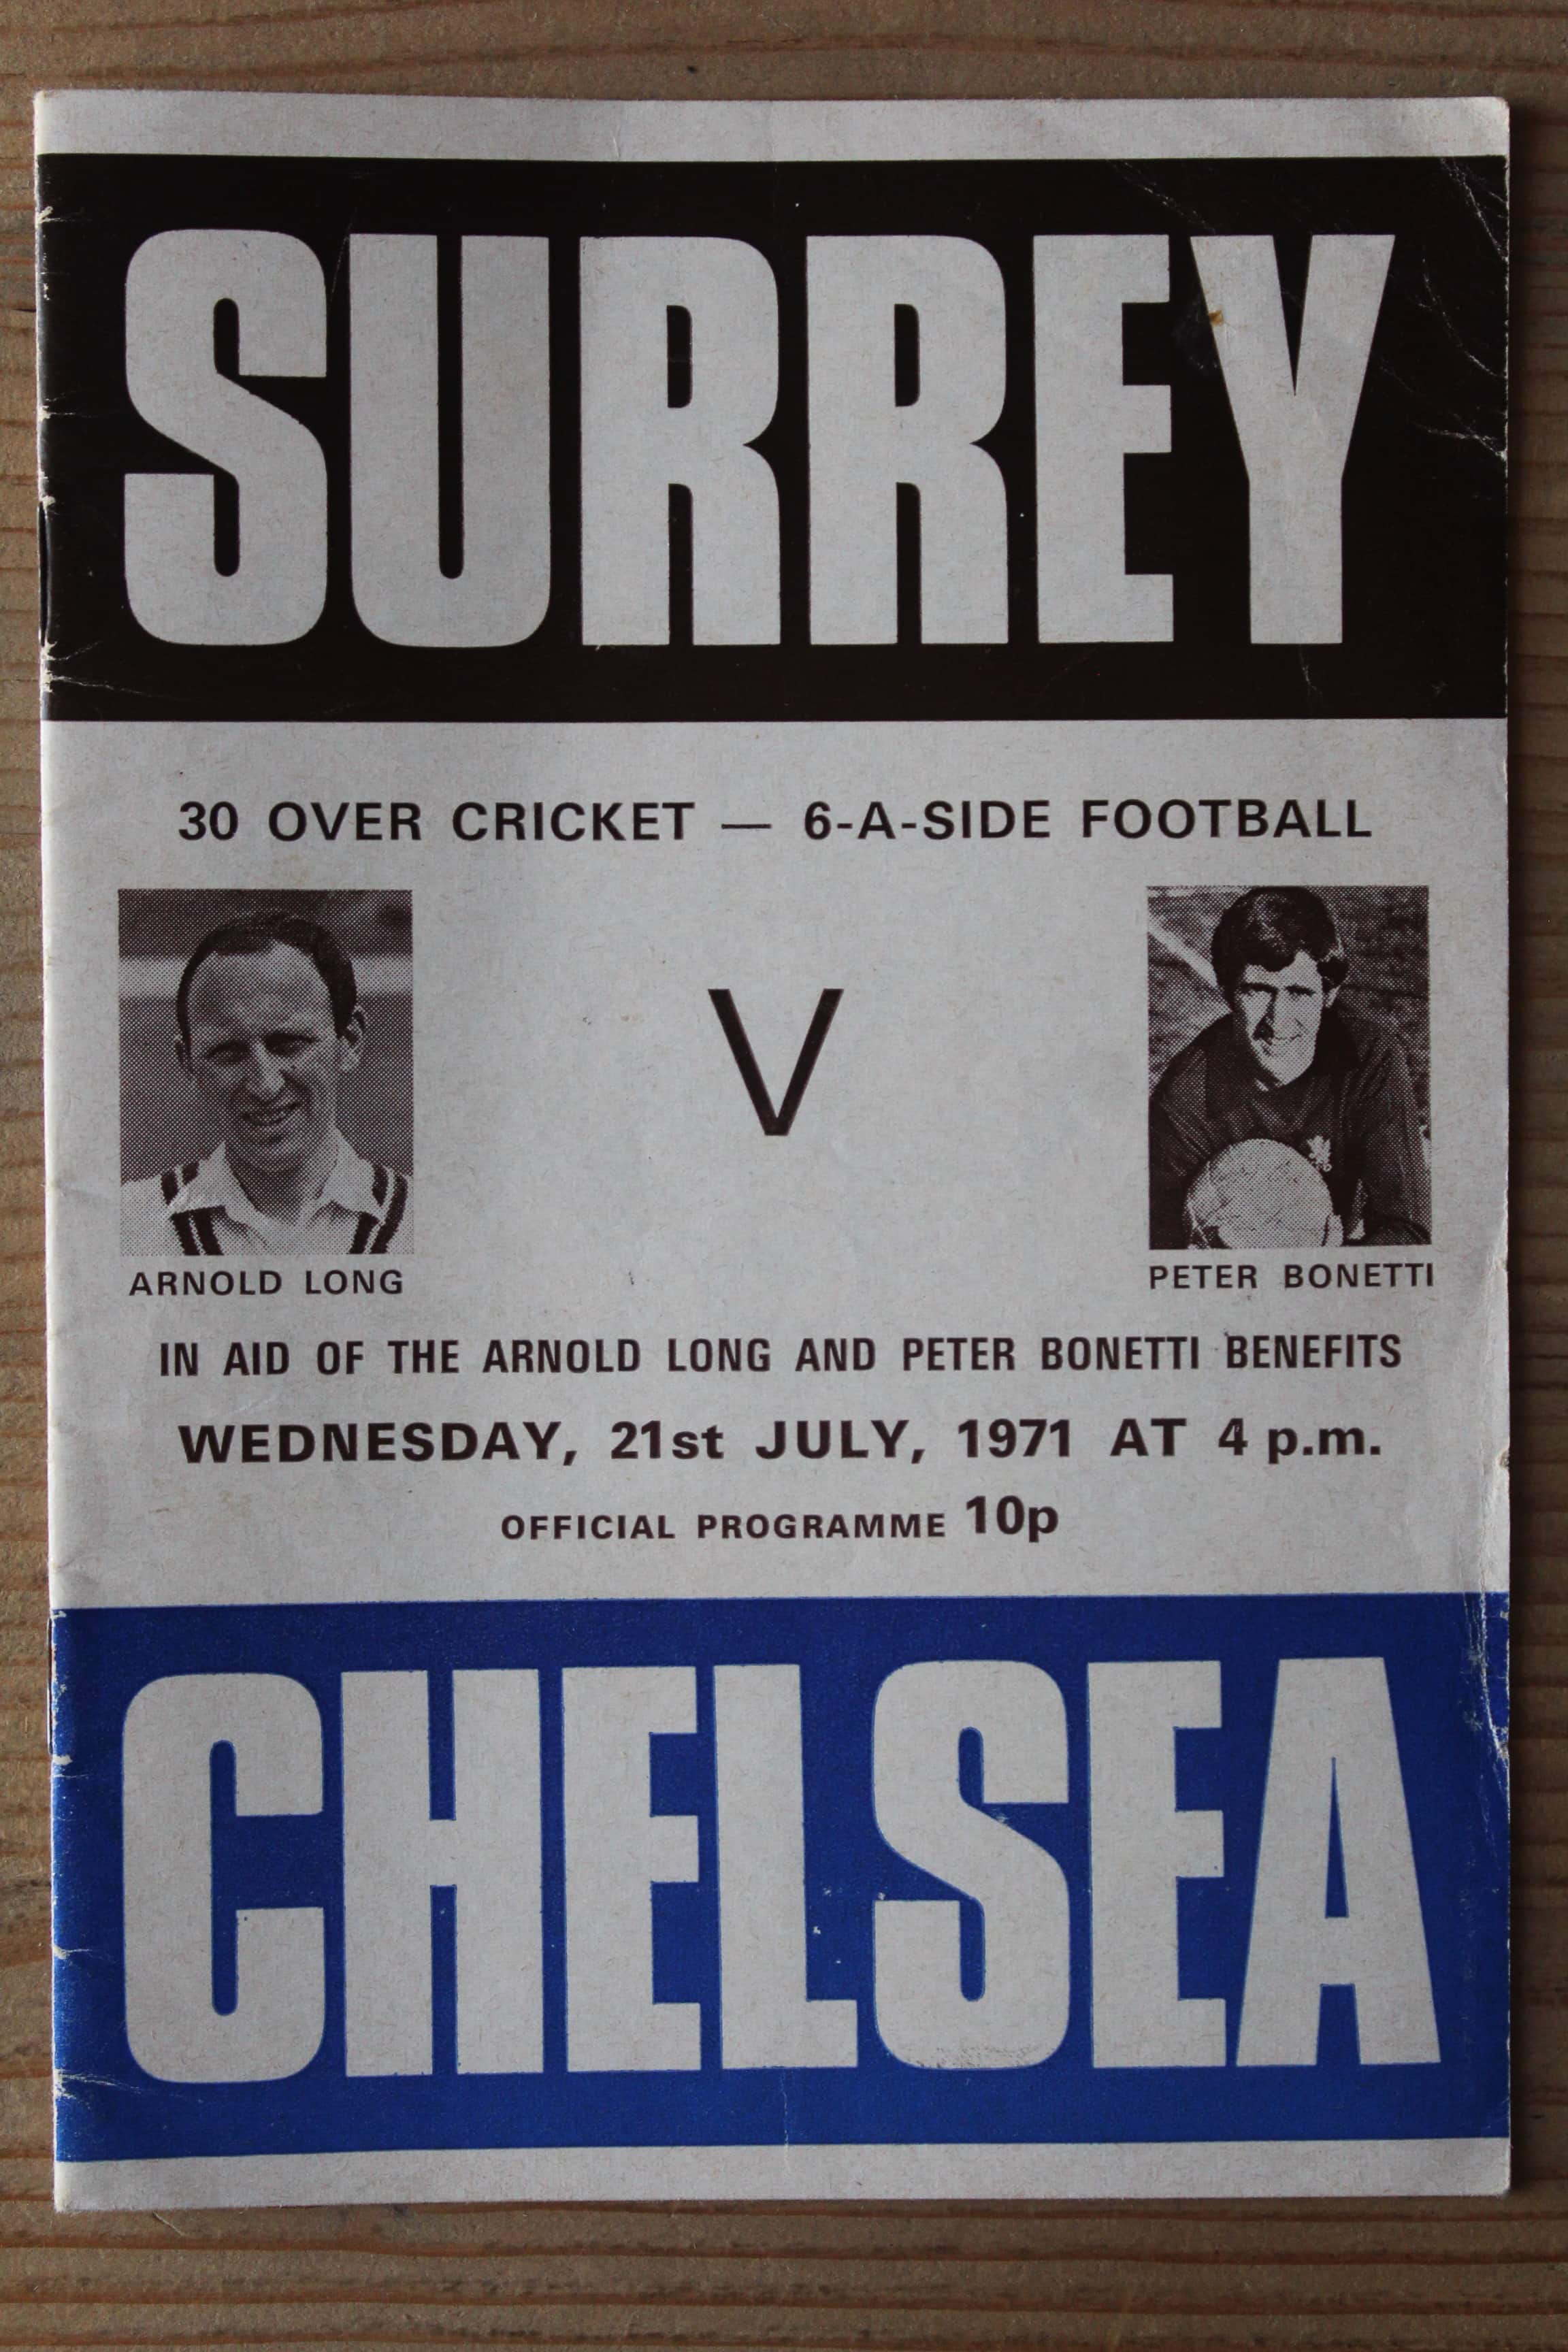 SURREY
30 OVER CRICKET — 6-A-SIDE FOOTBALL
V
ARNOLD LONG
PETER BONETTI
IN AID OF THE ARNOLD LONG AND PETER BONETTI BENEFITS
WEDNESDAY, 21st JULY, 1971 AT 4 p.m.
OFFICIAL PROGRAMME 10p
CHELSEA